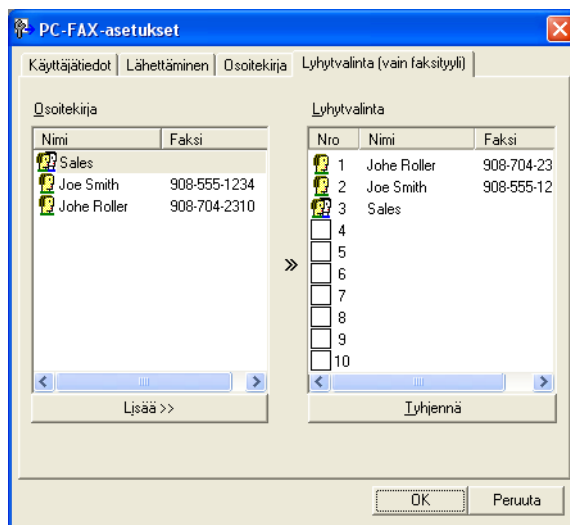 PC-FAX-asetukset
Käyttäjätiedot Lähettäminen Osoitekirja Lyhytvalinta (vain faksityyli)
Osoitekirja
Nimi Faksi
Sales
Joe Smith 908-555-1234
Johe Roller 908-704-2310
Lisää >>
»
Lyhytvalinta
Nro Nimi Faksi
1 Johe Roller 908-704-23
2 Joe Smith 908-555-12
3 Sales
4
5
6
7
8
9
10
Tyhjennä
OK Peruuta